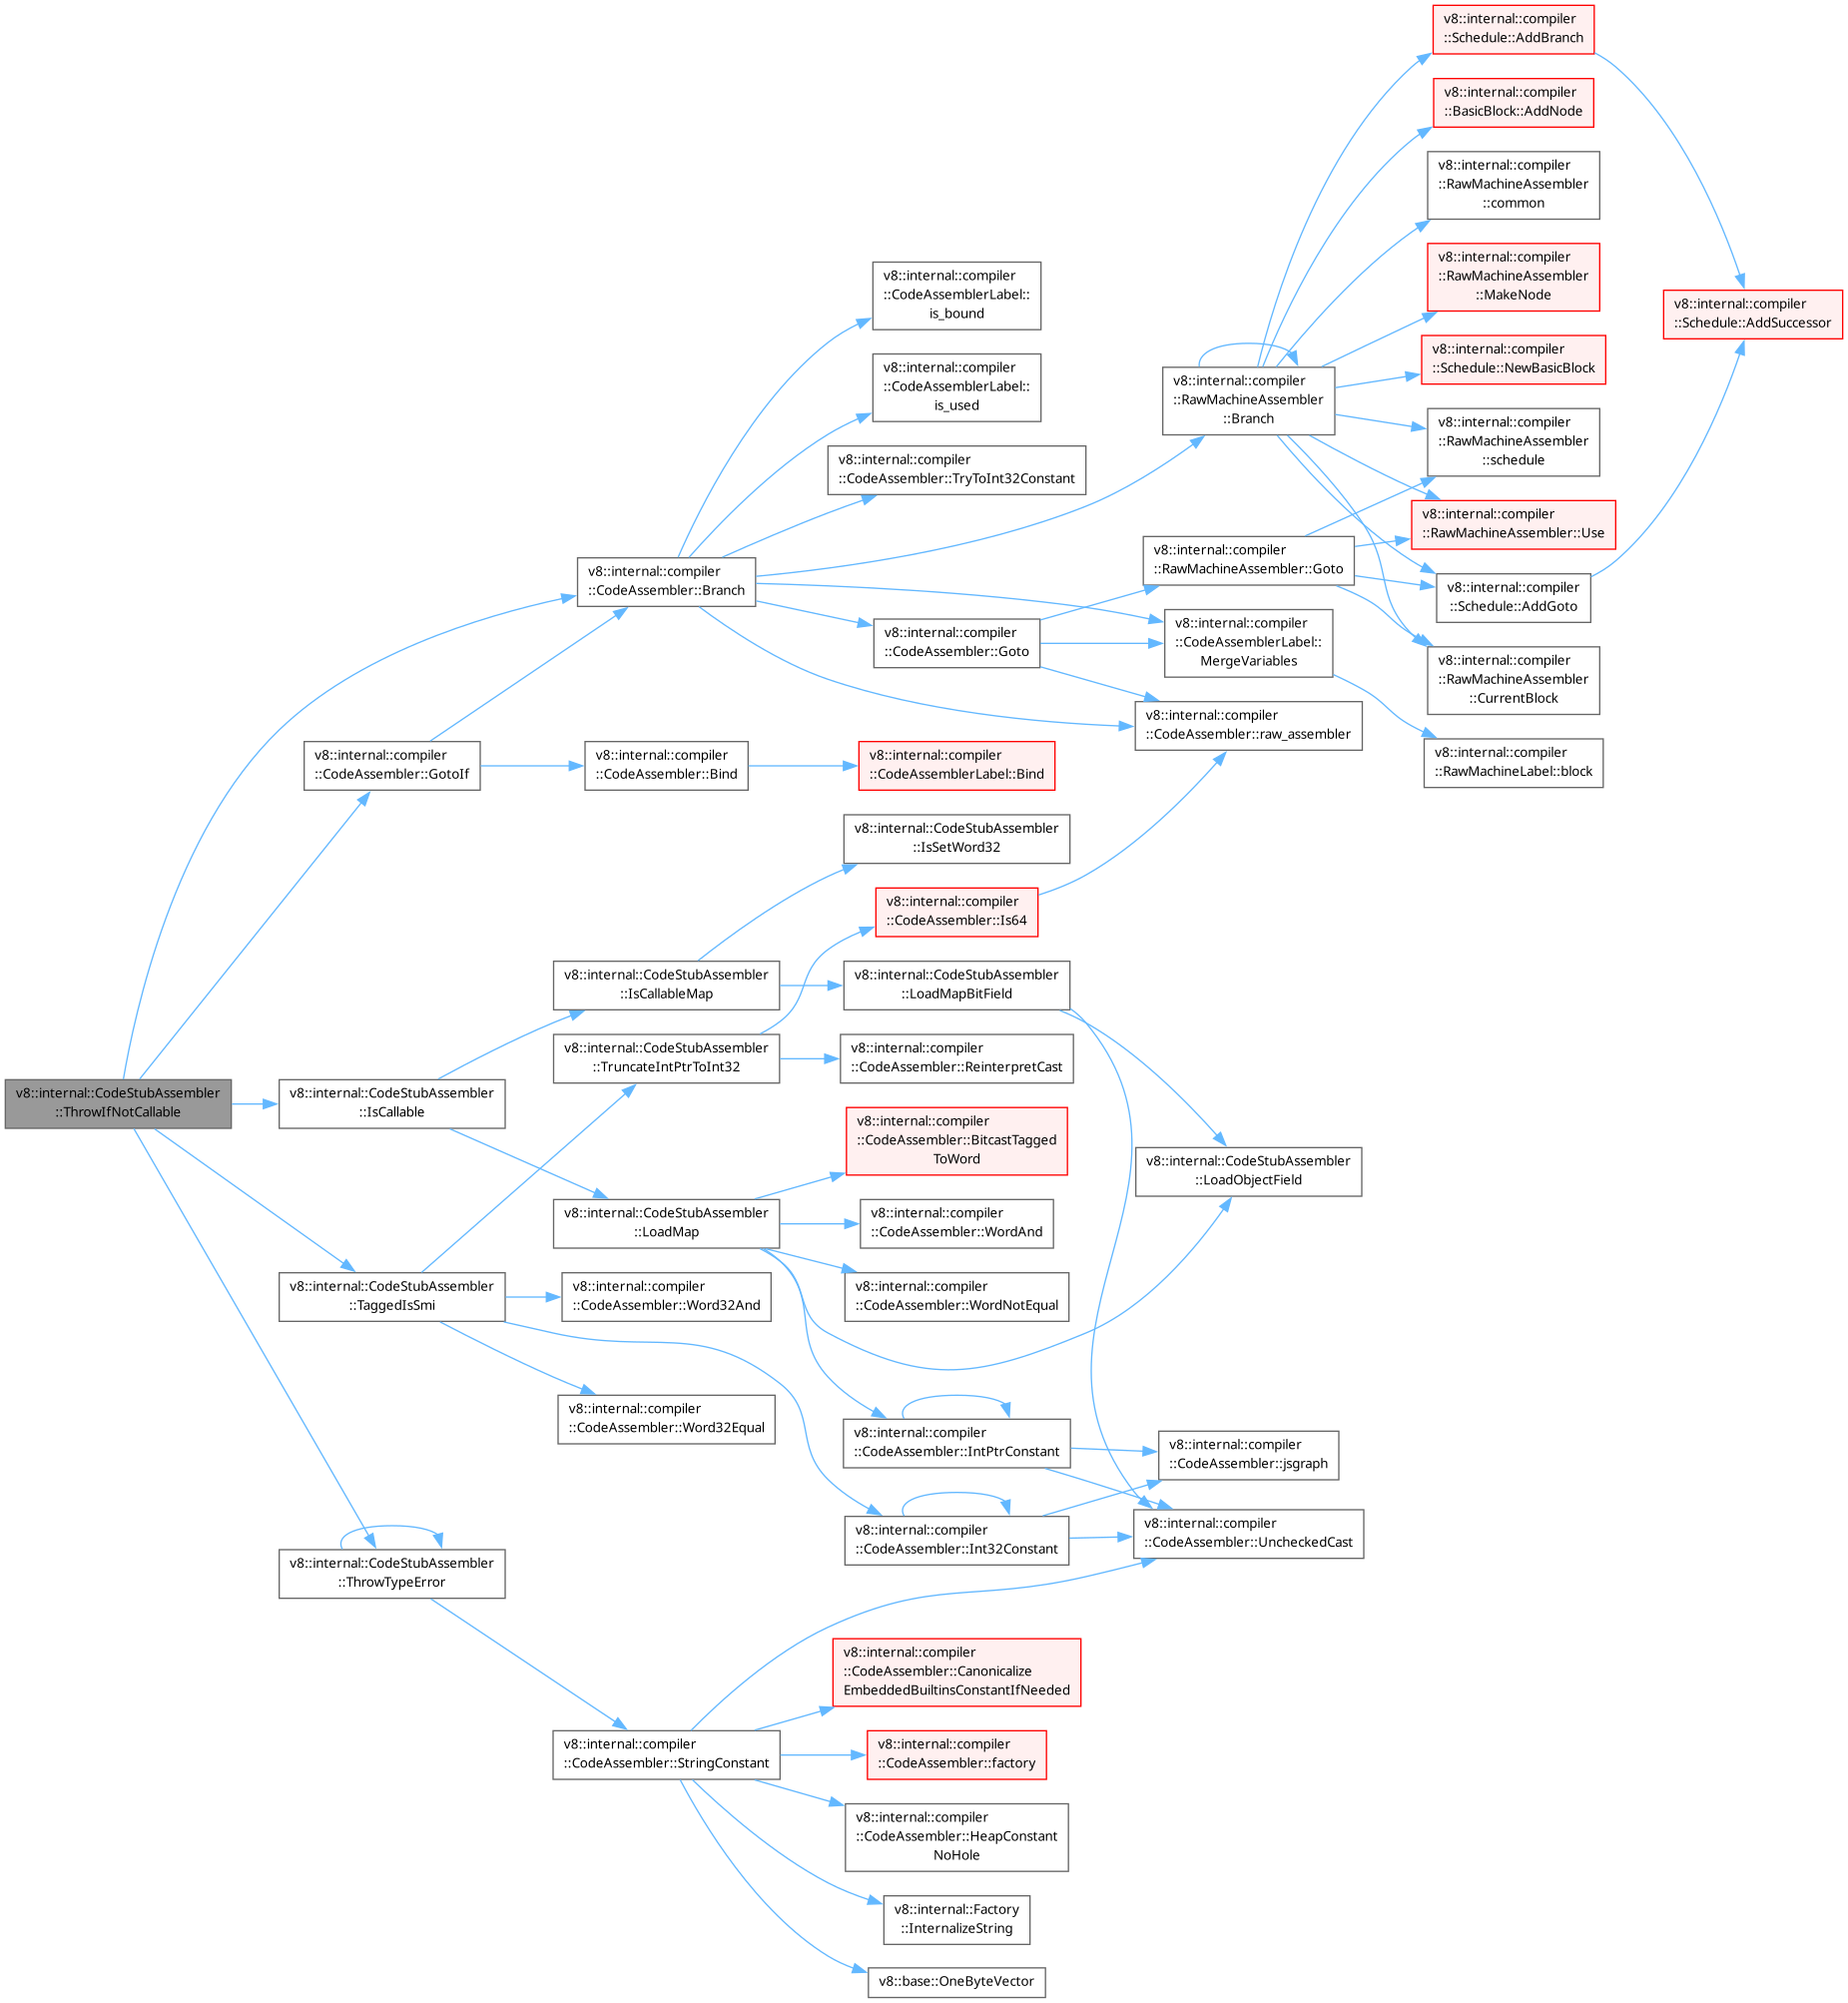 v8::internal::compiler
::Schedule::AddBranch
v8::internal::compiler
::BasicBlock::AddNode
v8::internal::compiler
::RawMachineAssembler
::common
v8::internal::compiler
::RawMachineAssembler
::MakeNode
v8::internal::compiler
::CodeAssemblerLabel::
is_bound
v8::internal::compiler
::Schedule::AddSuccessor
v8::internal::compiler
::Schedule::NewBasicBlock
v8::internal::compiler
::CodeAssemblerLabel::
is_used
v8::internal::compiler
::RawMachineAssembler
::Branch
v8::internal::compiler
::RawMachineAssembler
::schedule
v8::internal::compiler
::CodeAssembler::TryToInt32Constant
v8::internal::compiler
::RawMachineAssembler::Use
v8::internal::compiler
::RawMachineAssembler::Goto
v8::internal::compiler
::CodeAssembler::Branch
v8::internal::compiler
::Schedule::AddGoto
v8::internal::compiler
::CodeAssembler::Goto
v8::internal::compiler
::CodeAssemblerLabel::
MergeVariables
v8::internal::compiler
::RawMachineAssembler
::CurrentBlock
v8::internal::compiler
::CodeAssembler::raw_assembler
v8::internal::compiler
::CodeAssembler::GotoIf
v8::internal::compiler
::CodeAssembler::Bind
v8::internal::compiler
::CodeAssemblerLabel::Bind
v8::internal::compiler
::RawMachineLabel::block
v8::internal::CodeStubAssembler
::IsSetWord32
v8::internal::compiler
::CodeAssembler::Is64
v8::internal::CodeStubAssembler
::IsCallableMap
v8::internal::CodeStubAssembler
::LoadMapBitField
v8::internal::CodeStubAssembler
::TruncateIntPtrToInt32
v8::internal::compiler
::CodeAssembler::ReinterpretCast
v8::internal::CodeStubAssembler
::ThrowIfNotCallable
v8::internal::CodeStubAssembler
::IsCallable
v8::internal::compiler
::CodeAssembler::BitcastTagged
ToWord
v8::internal::CodeStubAssembler
::LoadObjectField
v8::internal::CodeStubAssembler
::LoadMap
v8::internal::compiler
::CodeAssembler::WordAnd
v8::internal::CodeStubAssembler
::TaggedIsSmi
v8::internal::compiler
::CodeAssembler::Word32And
v8::internal::compiler
::CodeAssembler::WordNotEqual
v8::internal::compiler
::CodeAssembler::Word32Equal
v8::internal::compiler
::CodeAssembler::IntPtrConstant
v8::internal::compiler
::CodeAssembler::jsgraph
v8::internal::compiler
::CodeAssembler::Int32Constant
v8::internal::compiler
::CodeAssembler::UncheckedCast
v8::internal::CodeStubAssembler
::ThrowTypeError
v8::internal::compiler
::CodeAssembler::Canonicalize
EmbeddedBuiltinsConstantIfNeeded
v8::internal::compiler
::CodeAssembler::StringConstant
v8::internal::compiler
::CodeAssembler::factory
v8::internal::compiler
::CodeAssembler::HeapConstant
NoHole
v8::internal::Factory
::InternalizeString
v8::base::OneByteVector